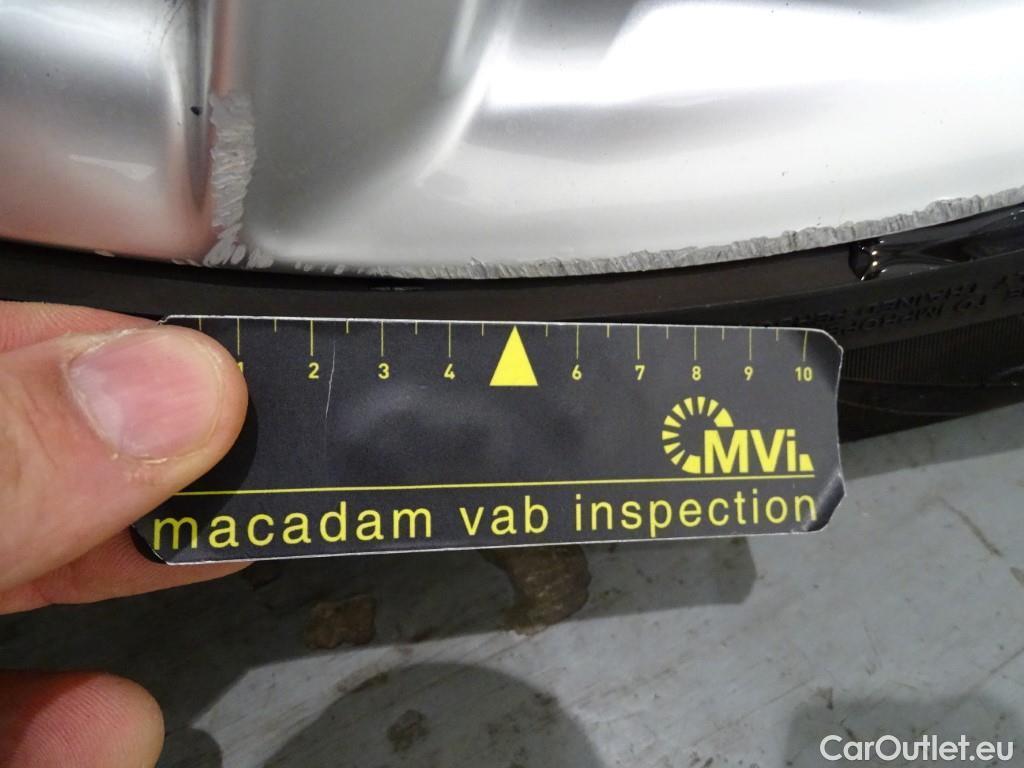 1 2 3 4 6 7 8 9 10
MVi
macadam vab inspection
CarOutlet.eu